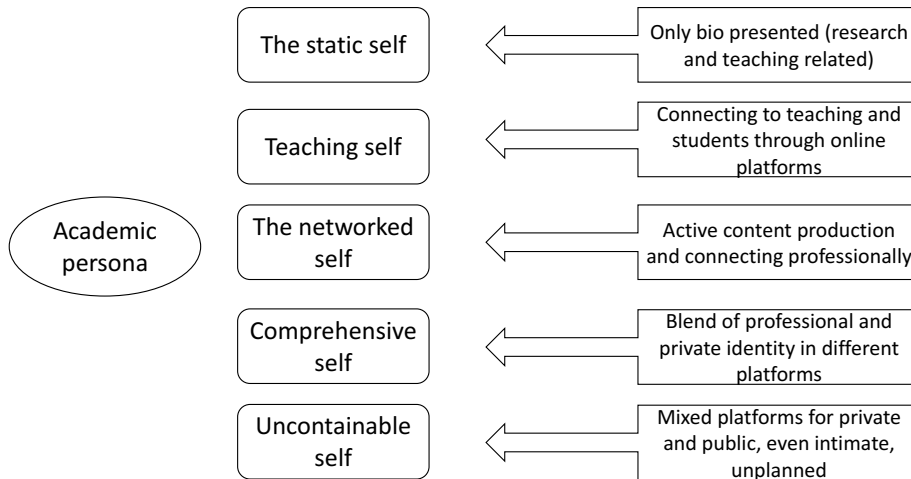 The static self
Only bio presented (research
and teaching related)
Teaching self
Connecting to teaching and
students through online
platforms
Academic
persona
The networked
self
Active content production
and connecting professionally
Comprehensive
self
Blend of professional and
private identity in different
platforms
Uncontainable
self
Mixed platforms for private
and public, even intimate,
unplanned